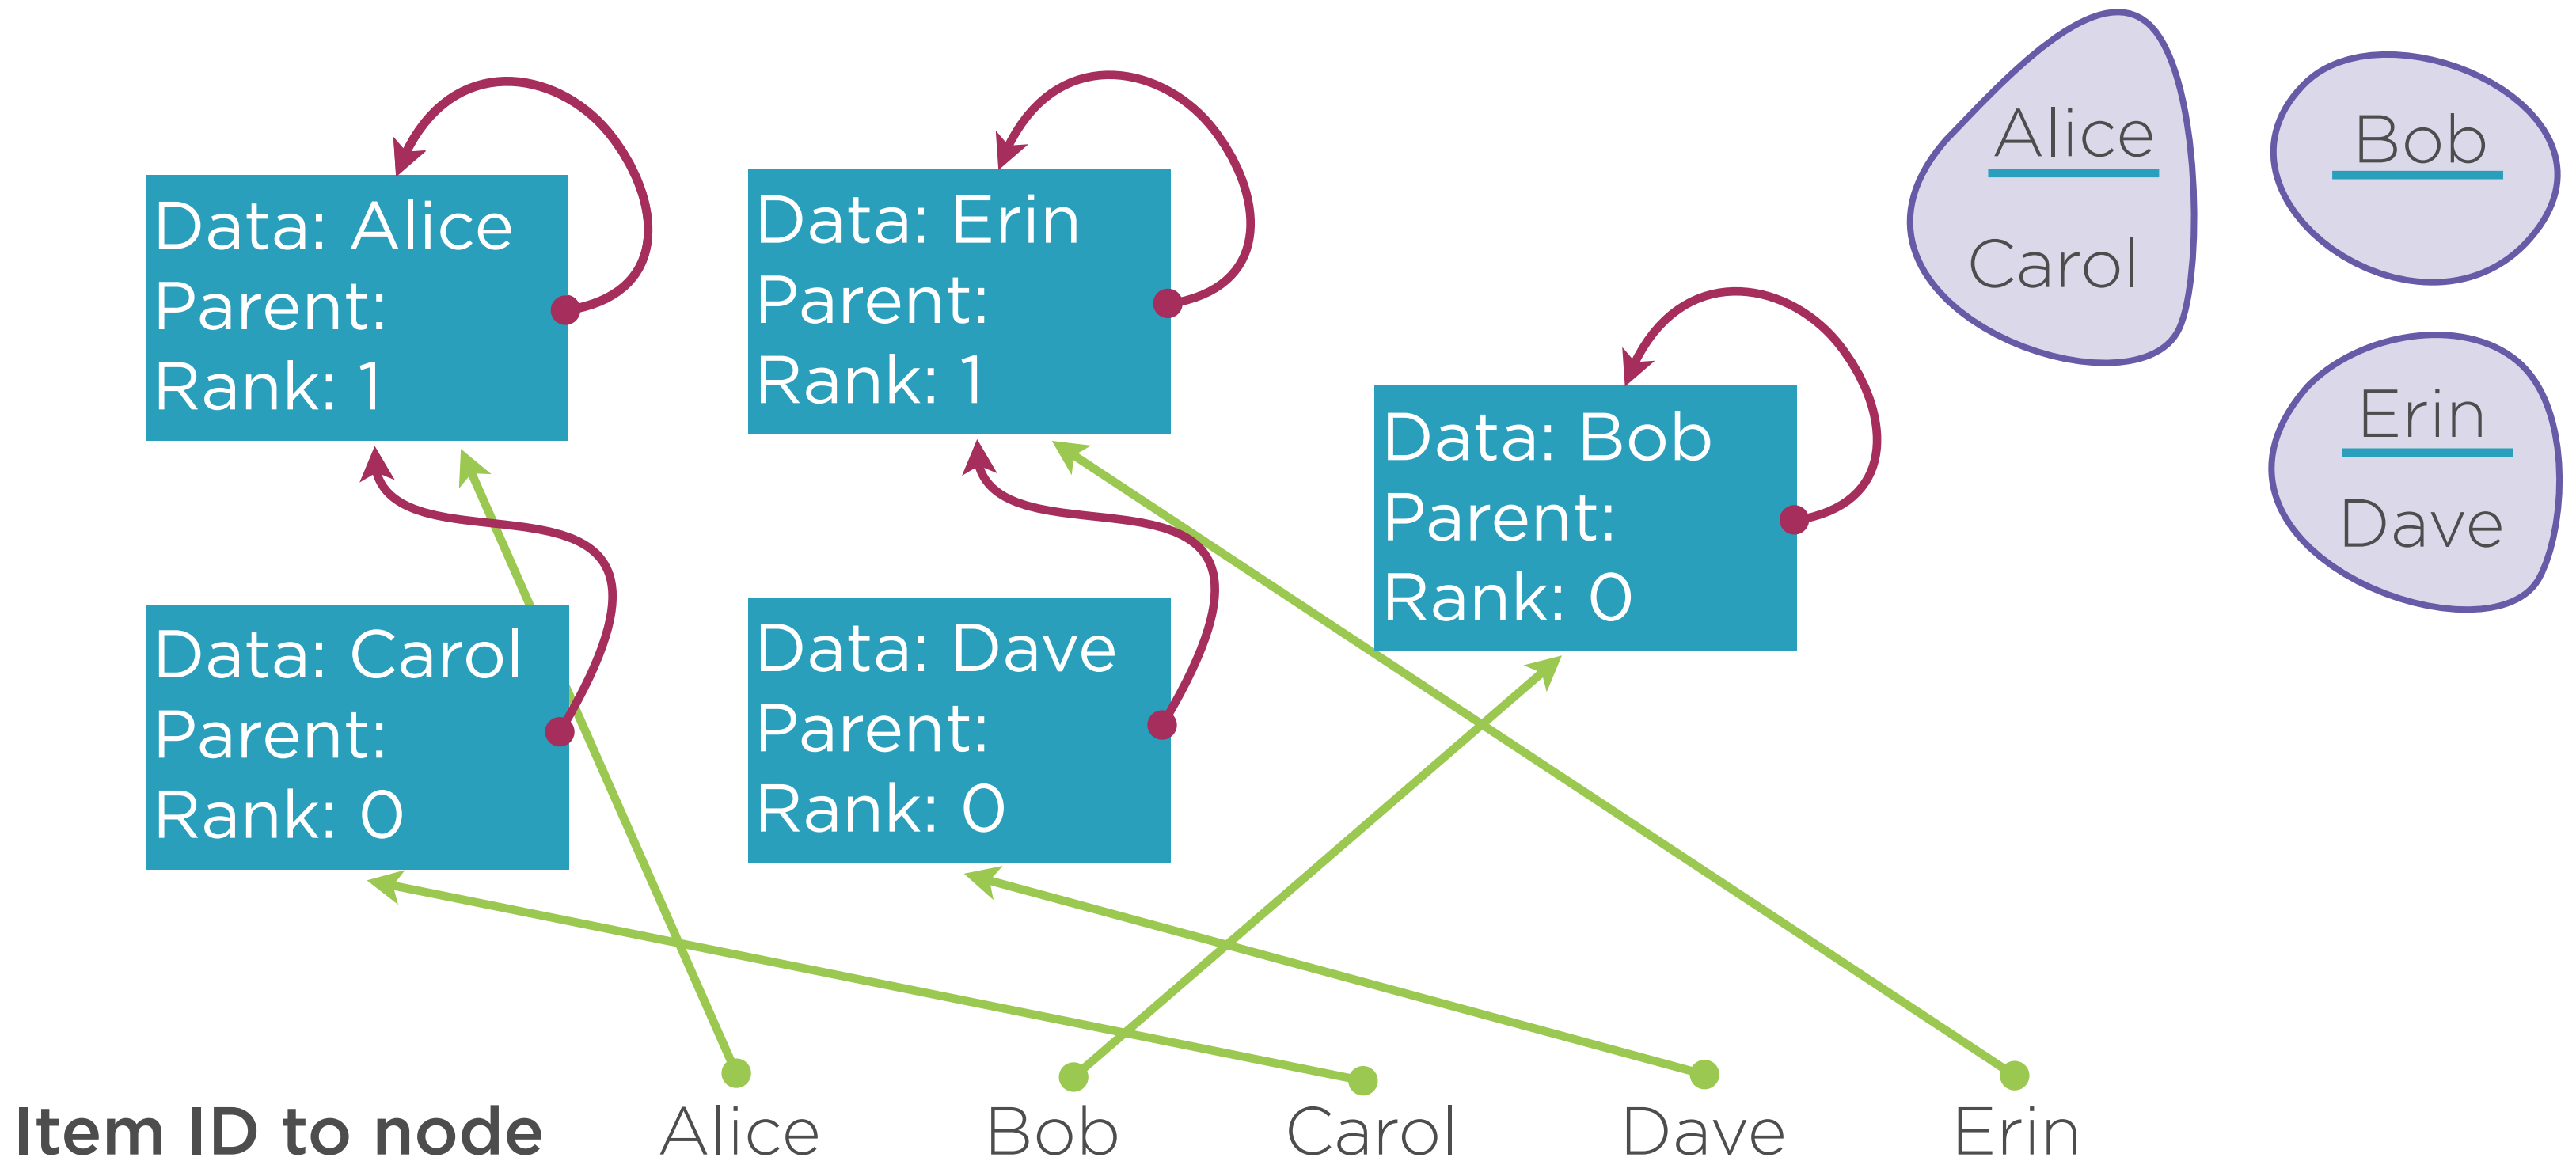 Data: Alice
Parent:
Rank: 1
Data: Erin
Parent:
Rank: 1
Data: Bob
Parent:
Rank: 0
Data: Carol
Parent:
Rank: 0
Data: Dave
Parent:
Rank: 0
Alice
Carol
Bob
Erin
Dave
Item ID to node
Alice
Bob
Carol
Dave
Erin